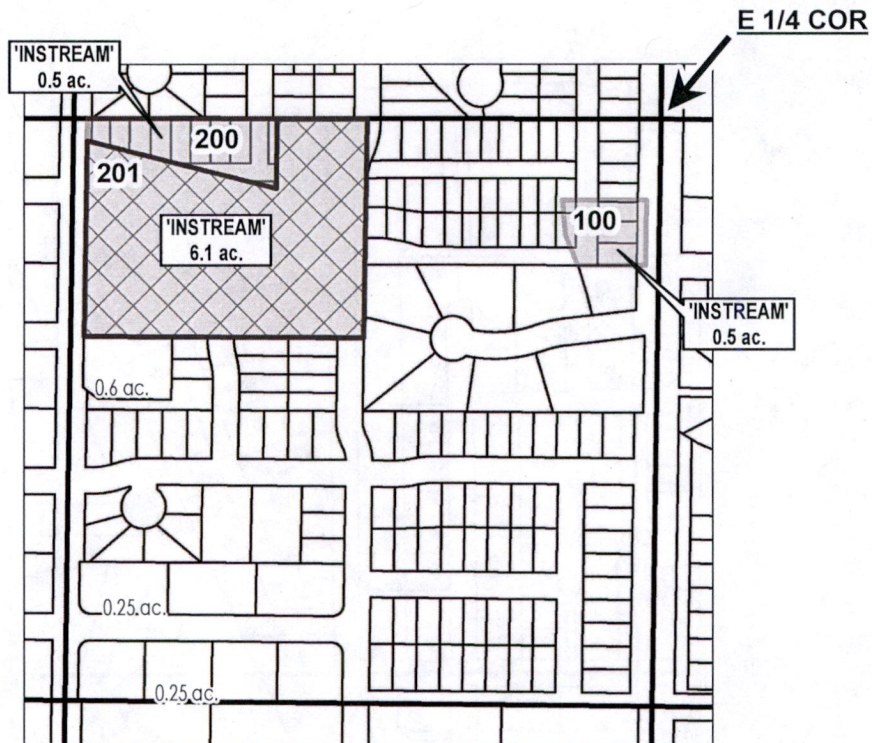 E 1/4 COR
'INSTREAM'
0.5 ac.
200
201
'INSTREAM'
6.1 ac.
100
'INSTREAM'
0.5 ac.
0.6 ac.
0.25 ac.
0.25 ac.